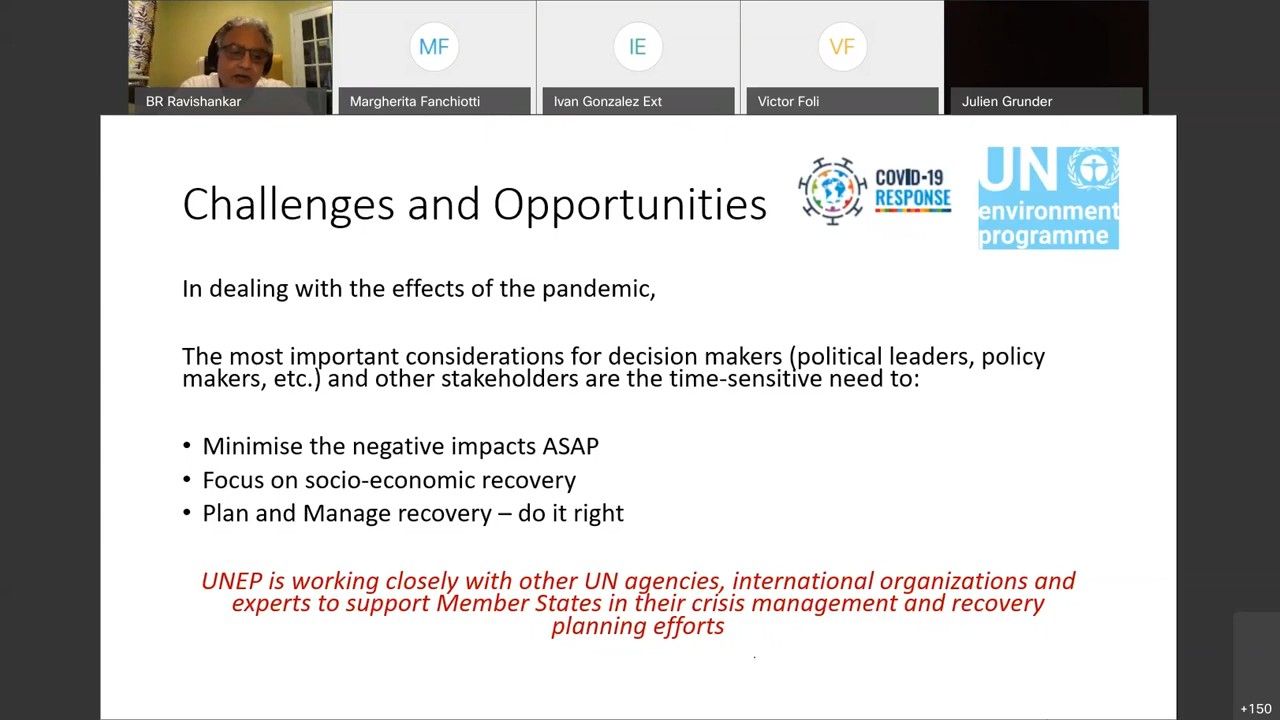 MF
IE
VF
BR Ravishankar
Margherita Fanchiotti
Ivan Gonzalez Ext
Victor Foli
Julien Grunder
Challenges and Opportunities
COVID-19
RESPONSE
UN
environment
programme
In dealing with the effects of the pandemic,
The most important considerations for decision makers (political leaders, policy
makers, etc.) and other stakeholders are the time-sensitive need to:
• Minimise the negative impacts ASAP
• Focus on socio-economic recovery
• Plan and Manage recovery – do it right
UNEP is working closely with other UN agencies, international organizations and
experts to support Member States in their crisis management and recovery
planning efforts
+150